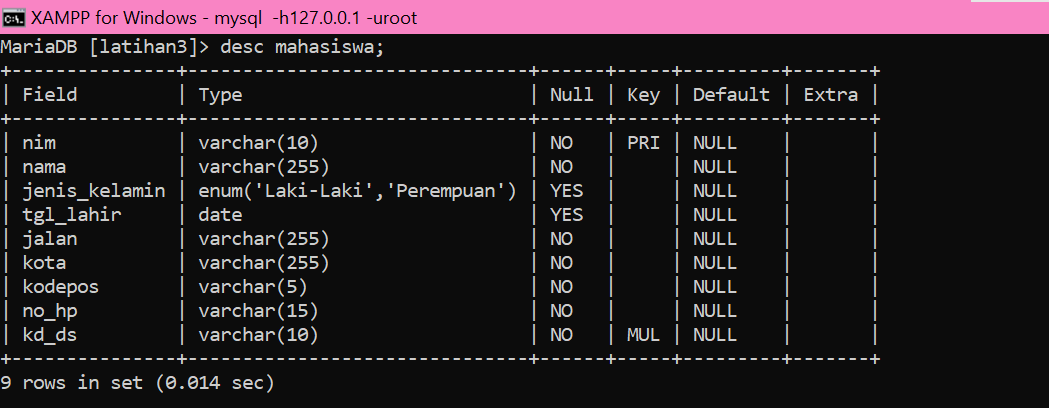 XAMPP for Windows - mysql  -h127.0.0.1 -uroot
MariaDB [latihan3]> desc mahasiswa;
+---------------+-------------------------------+------+-----+---------+-------+
| Field         | Type                          | Null | Key | Default | Extra |
+---------------+-------------------------------+------+-----+---------+-------+
| nim           | varchar(10)                   | NO   | PRI | NULL    |       |
| nama          | varchar(255)                  | NO   |     | NULL    |       |
| jenis_kelamin | enum('Laki-Laki','Perempuan') | YES  |     | NULL    |       |
| tgl_lahir     | date                          | YES  |     | NULL    |       |
| jalan         | varchar(255)                  | NO   |     | NULL    |       |
| kota          | varchar(255)                  | NO   |     | NULL    |       |
| kodepos       | varchar(5)                    | NO   |     | NULL    |       |
| no_hp         | varchar(15)                   | NO   |     | NULL    |       |
| kd_ds         | varchar(10)                   | NO   | MUL | NULL    |       |
+---------------+-------------------------------+------+-----+---------+-------+
9 rows in set (0.014 sec)